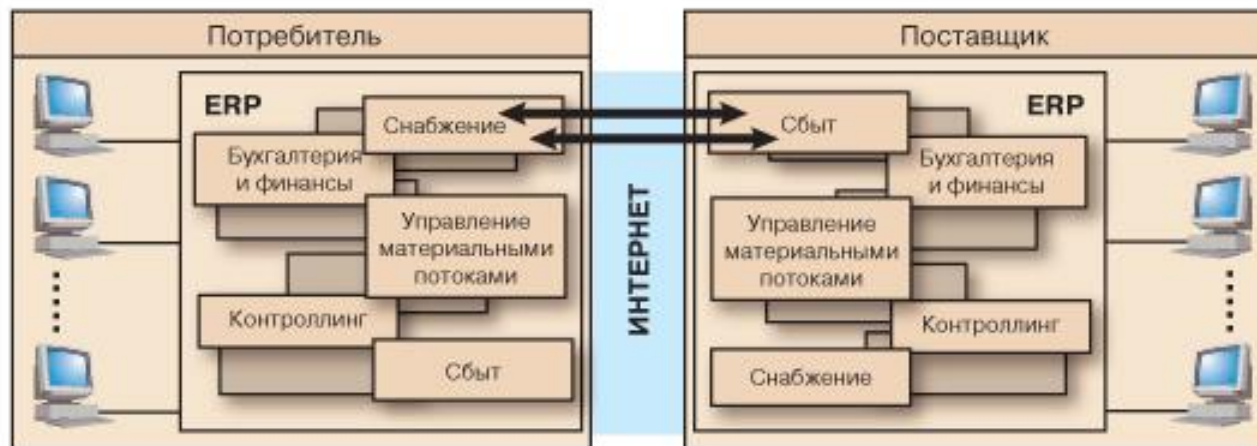 Потребитель
ERP
Снабжение
Бухгалтерия
и финансы
Управление
материальными
потоками
Контроллинг
Сбыт
ИНТЕРНЕТ
Поставщик
ERP
Сбыт
Бухгалтерия
и финансы
Управление
материальными
потоками
Контроллинг
Снабжение